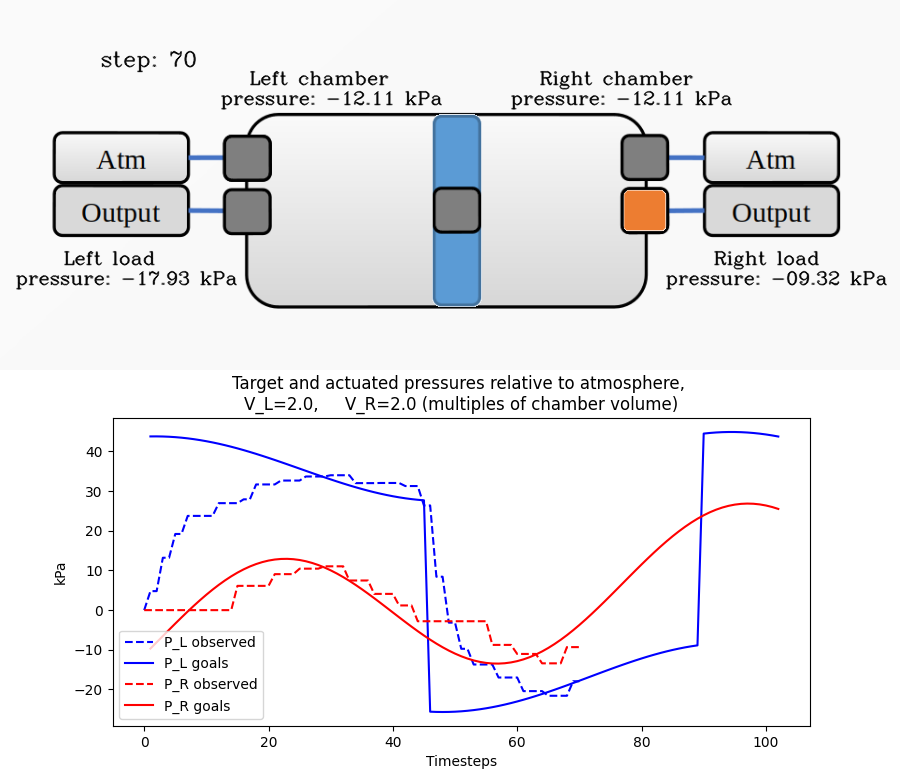 step: 70
Left chamber
pressure: −12.11 kPa
Right chamber
pressure: −12.11 kPa
Atm
Output
Atm
Output
Left load
pressure: −17.93 kPa
Right load
pressure: −09.32 kPa
Target and actuated pressures relative to atmosphere,
V_L=2.0, V_R=2.0 (multiples of chamber volume)
kPa
40
30
20
10
0
−10
−20
P_L observed
P_L goals
P_R observed
P_R goals
0 20 40 60 80 100
Timesteps